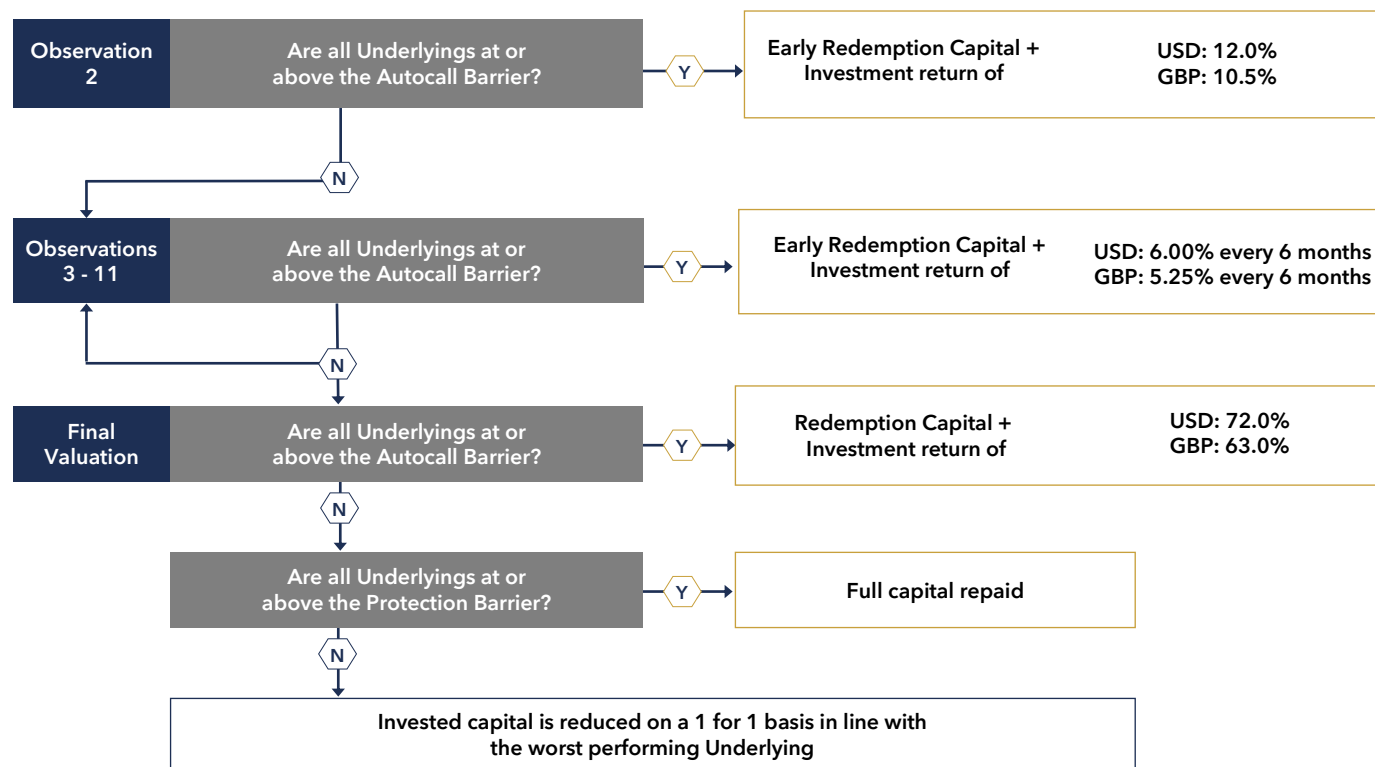 Observation
2
Are all Underlyings at or
above the Autocall Barrier?
Y
Early Redemption Capital +
Investment return of
USD: 12.0%
GBP: 10.5%
N
Observations
3 - 11
Are all Underlyings at or
above the Autocall Barrier?
Y
Early Redemption Capital +
Investment return of
USD: 6.00% every 6 months
GBP: 5.25% every 6 months
N
Final
Valuation
Are all Underlyings at or
above the Autocall Barrier?
Y
Redemption Capital +
Investment return of
USD: 72.0%
GBP: 63.0%
N
Are all Underlyings at or
above the Protection Barrier?
Y
Full capital repaid
N
Invested capital is reduced on a 1 for 1 basis in line with
the worst performing Underlying